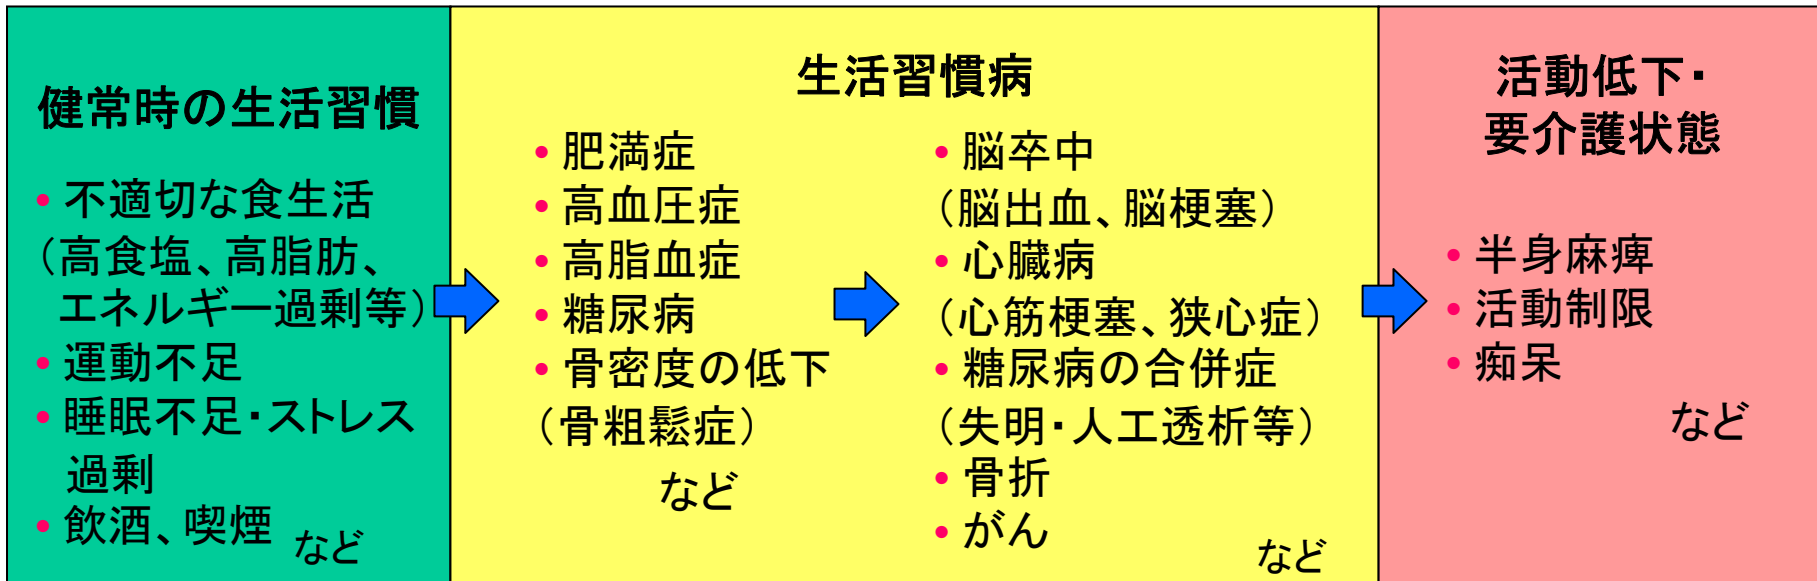 健常時の生活習慣
• 不適切な食生活
（高食塩、高脂肪、
エネルギー過剰等）
• 運動不足
• 睡眠不足・ストレス
過剰
• 飲酒、喫煙
など
生活習慣病
• 肥満症
• 高血圧症
• 高脂血症
• 糖尿病
• 骨密度の低下
（骨粗鬆症）
など
• 脳卒中
（脳出血、脳梗塞）
• 心臓病
（心筋梗塞、狭心症）
• 糖尿病の合併症
（失明・人工透析等）
• 骨折
• がん
など
活動低下・
要介護状態
• 半身麻痺
• 活動制限
• 痴呆
など